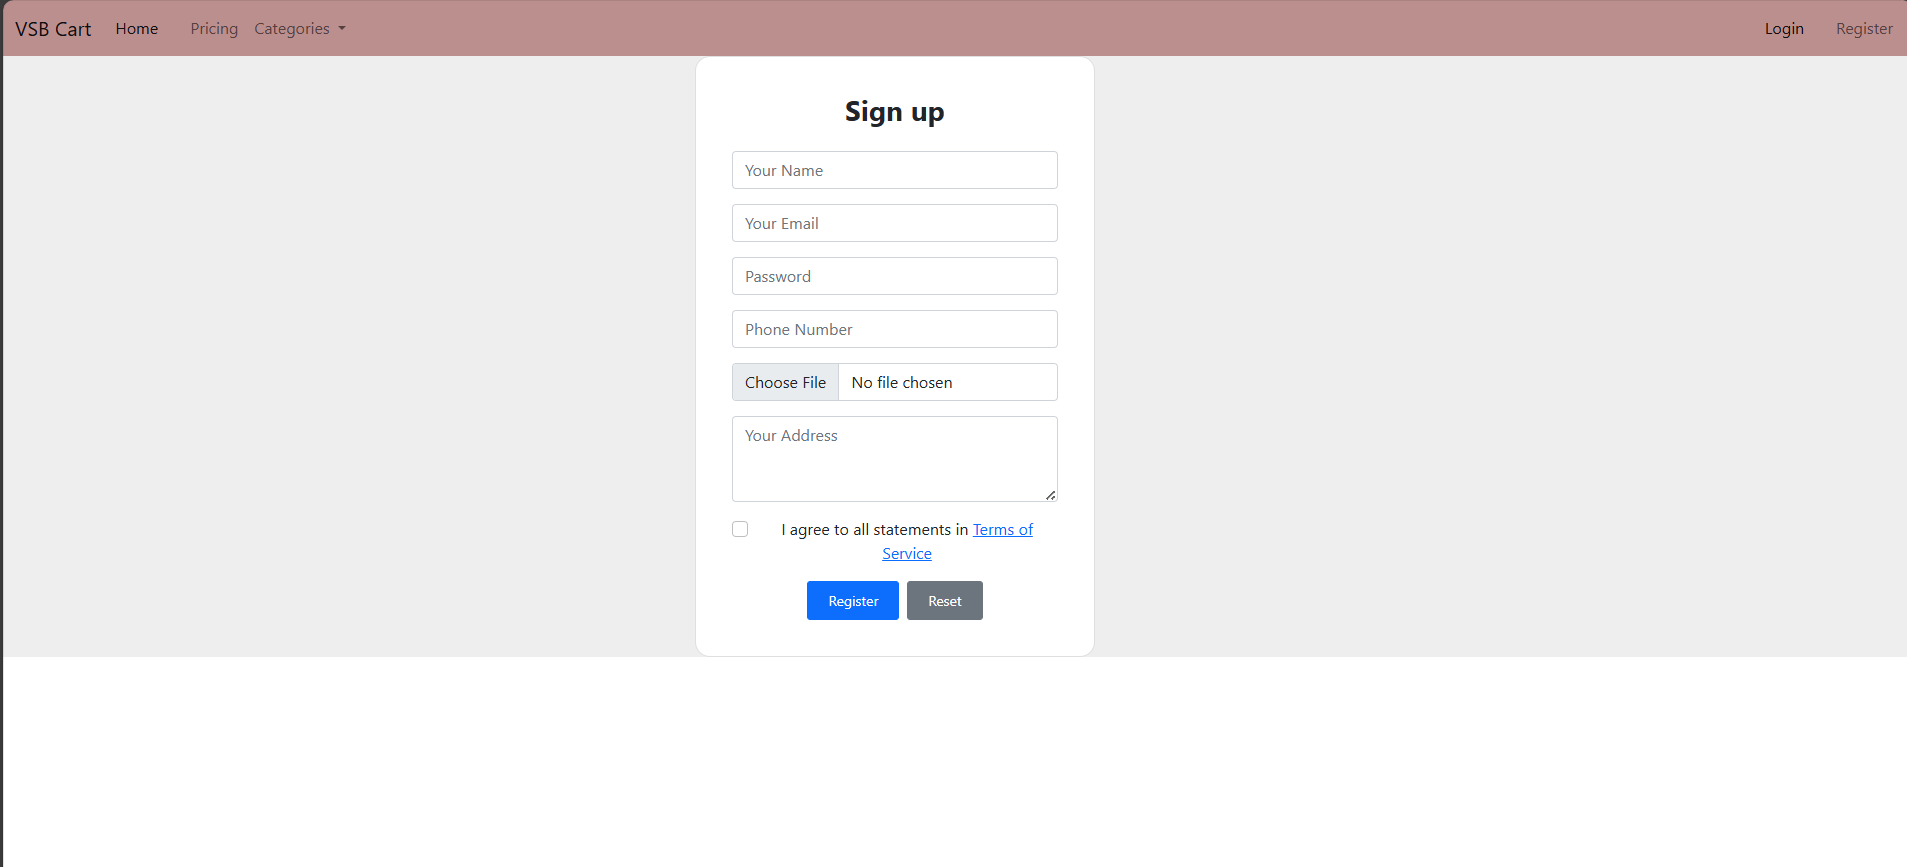 VSB Cart Home Pricing Categories Login Register
Sign up
Your Name
Your Email
Password
Phone Number
Choose File No file chosen
Your Address
I agree to all statements in Terms of
Service
Register Reset